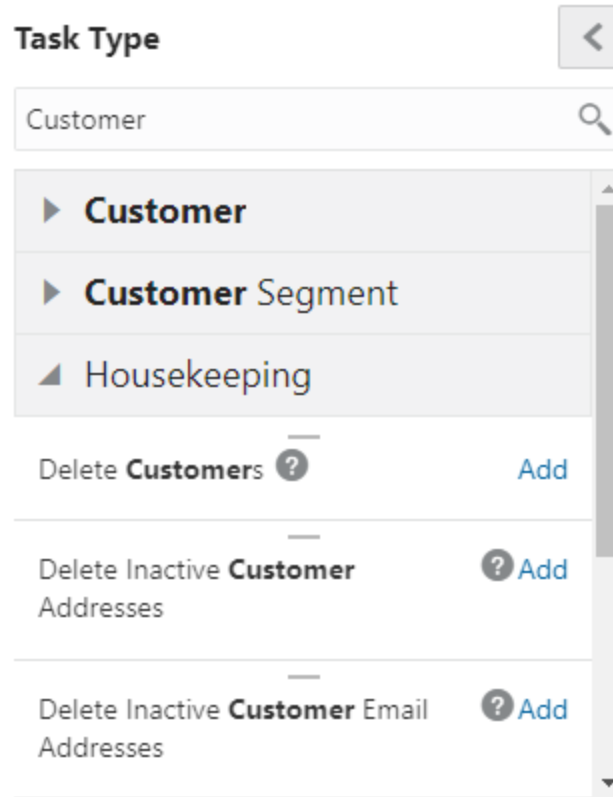 Task Type
Customer
Customer
Customer Segment
Housekeeping
Delete Customers ? Add
Delete Inactive Customer ? Add
Addresses
Delete Inactive Customer Email ? Add
Addresses